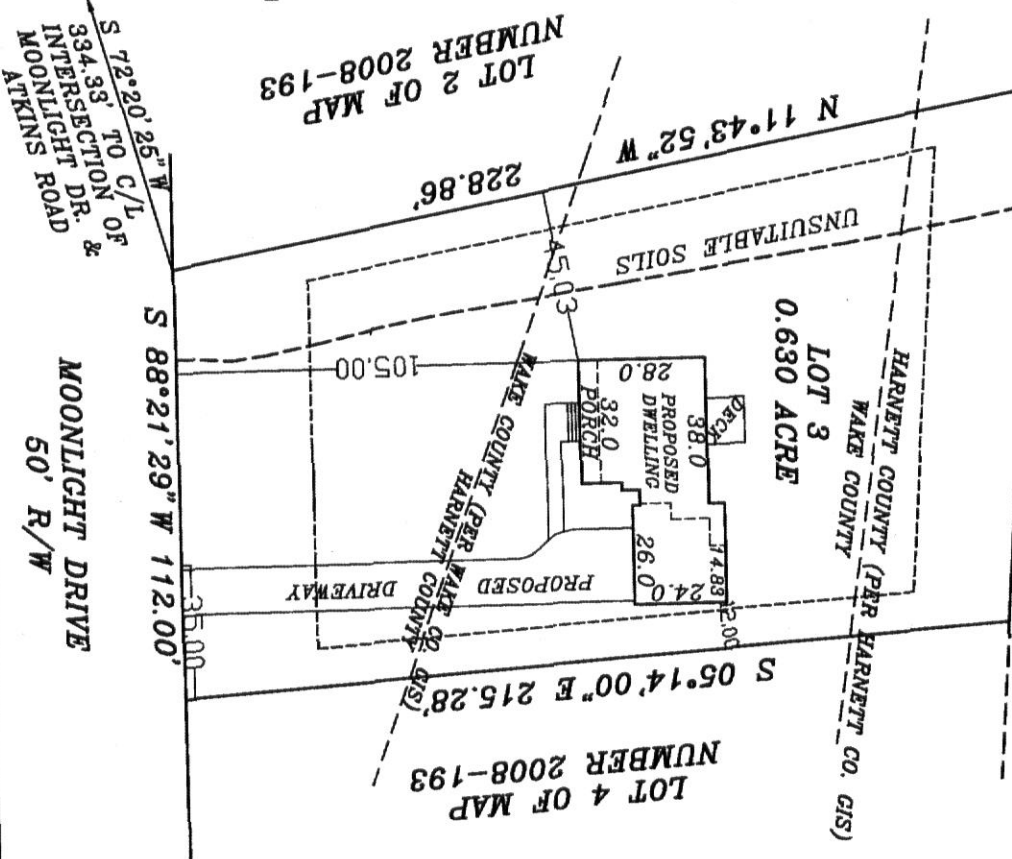 S 72°20'25" W
334.33' TO C/L
INTERSECTION OF
MOONLIGHT DR. &
ATKINS ROAD
LOT 2 OF MAP
NUMBER 2008-193
N 11°43'52" W
228.86'
UNSUITABLE SOILS
45.03
105.00
28.0
PROPOSED
DWELLING
32.0
PORCH
38.0
DECK
LOT 3
0.630 ACRE
HARNETT COUNTY (PER HARNETT CO. GIS)
WAKE COUNTY
WAKE COUNTY (PER WAKE CO. GIS)
HARNETT COUNTY
14.83
24.0
26.0
12.00
PROPOSED DRIVEWAY
35.00
S 88°21'29" W 112.00'
MOONLIGHT DRIVE
50' R/W
S 05°14'00" E 215.28'
LOT 4 OF MAP
NUMBER 2008-193